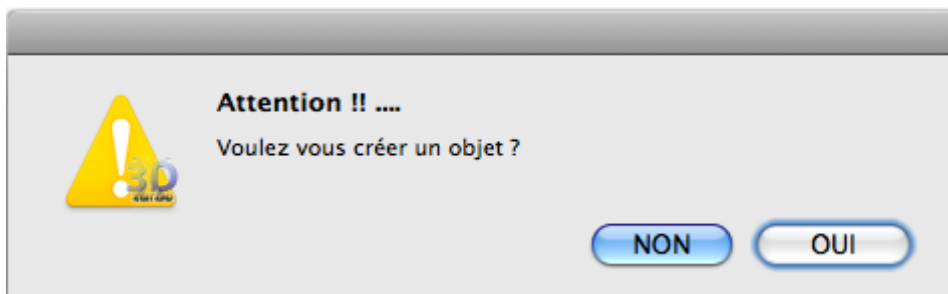 Attention !! ....
Voulez vous créer un objet ?
3D
NON OUI